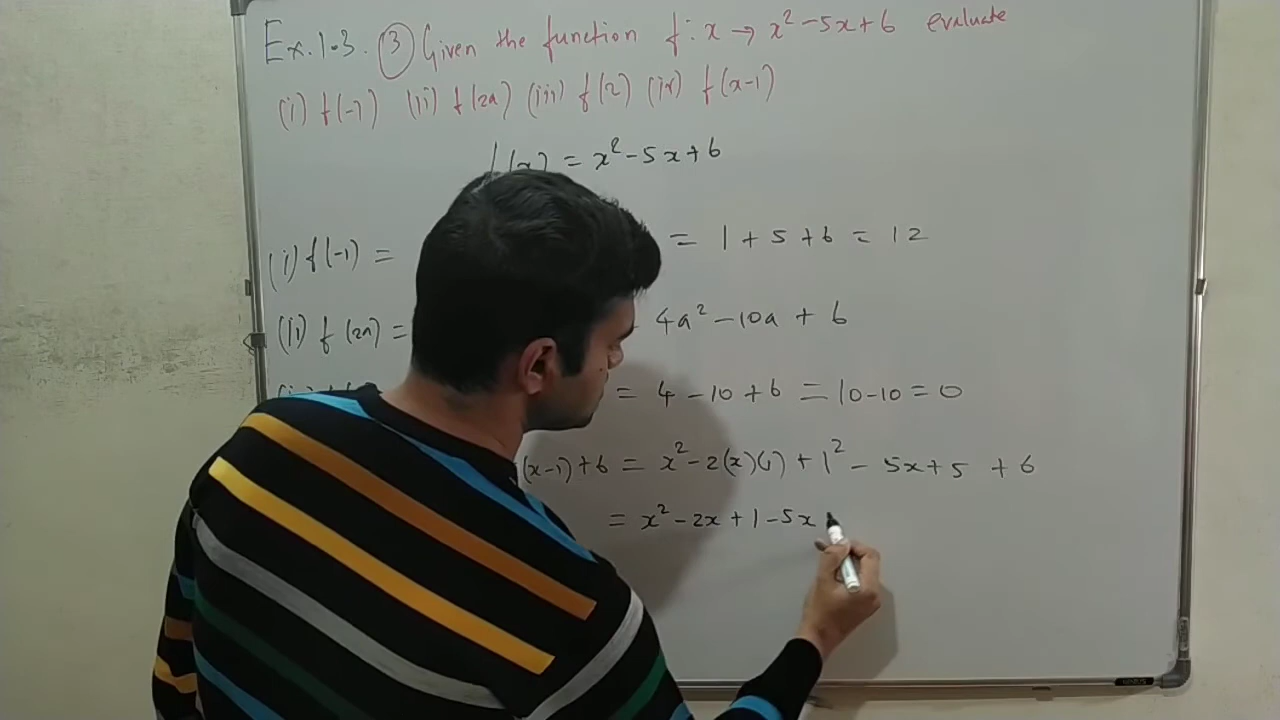 Ex.1.3. ③ Given the function f: x → x² - 5x + 6 evaluate
(i) f(-1) (ii) f(2a) (iii) f(2) (iv) f(x-1)
f(x) = x² - 5x + 6
(i) f(-1) = = 1 + 5 + 6 = 12
(ii) f(2a) = 4a² - 10a + 6
= 4 - 10 + 6 = 10 - 10 = 0
(x-1) + 6 = x² - 2(x)(1) + 1² - 5x + 5 + 6
= x² - 2x + 1 - 5x